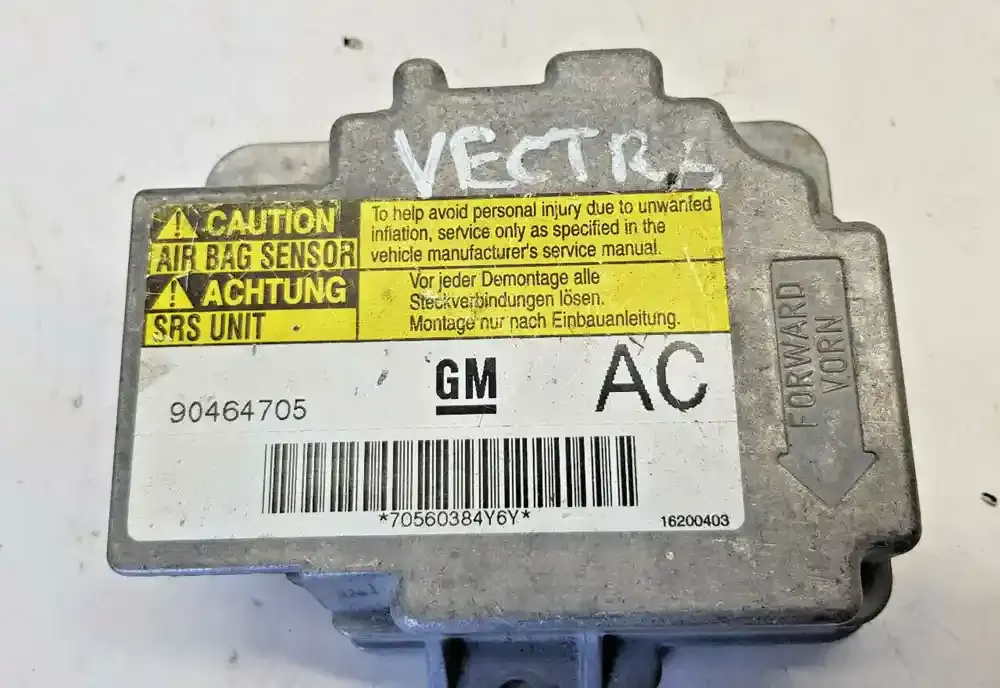 VECTRA
CAUTION
AIR BAG SENSOR
To help avoid personal injury due to unwanted
inflation, service only as specified in the
vehicle manufacturer's service manual.
ACHTUNG
SRS UNIT
Vor jeder Demontage alle
Steckverbindungen lösen.
Montage nur nach Einbauanleitung.
90464705
GM
AC
*70560384Y6Y*
16200403
FORWARD
VORN